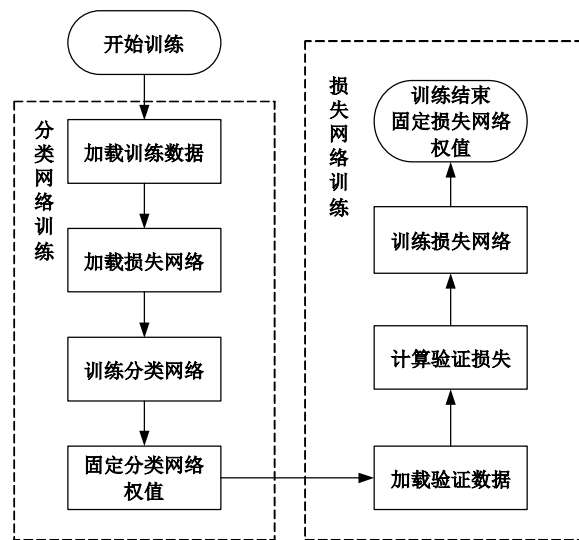 开始训练
分类网络训练
加载训练数据
加载损失网络
训练分类网络
固定分类网络
权值
损失网络训练
训练结束
固定损失网络
权值
训练损失网络
计算验证损失
加载验证数据